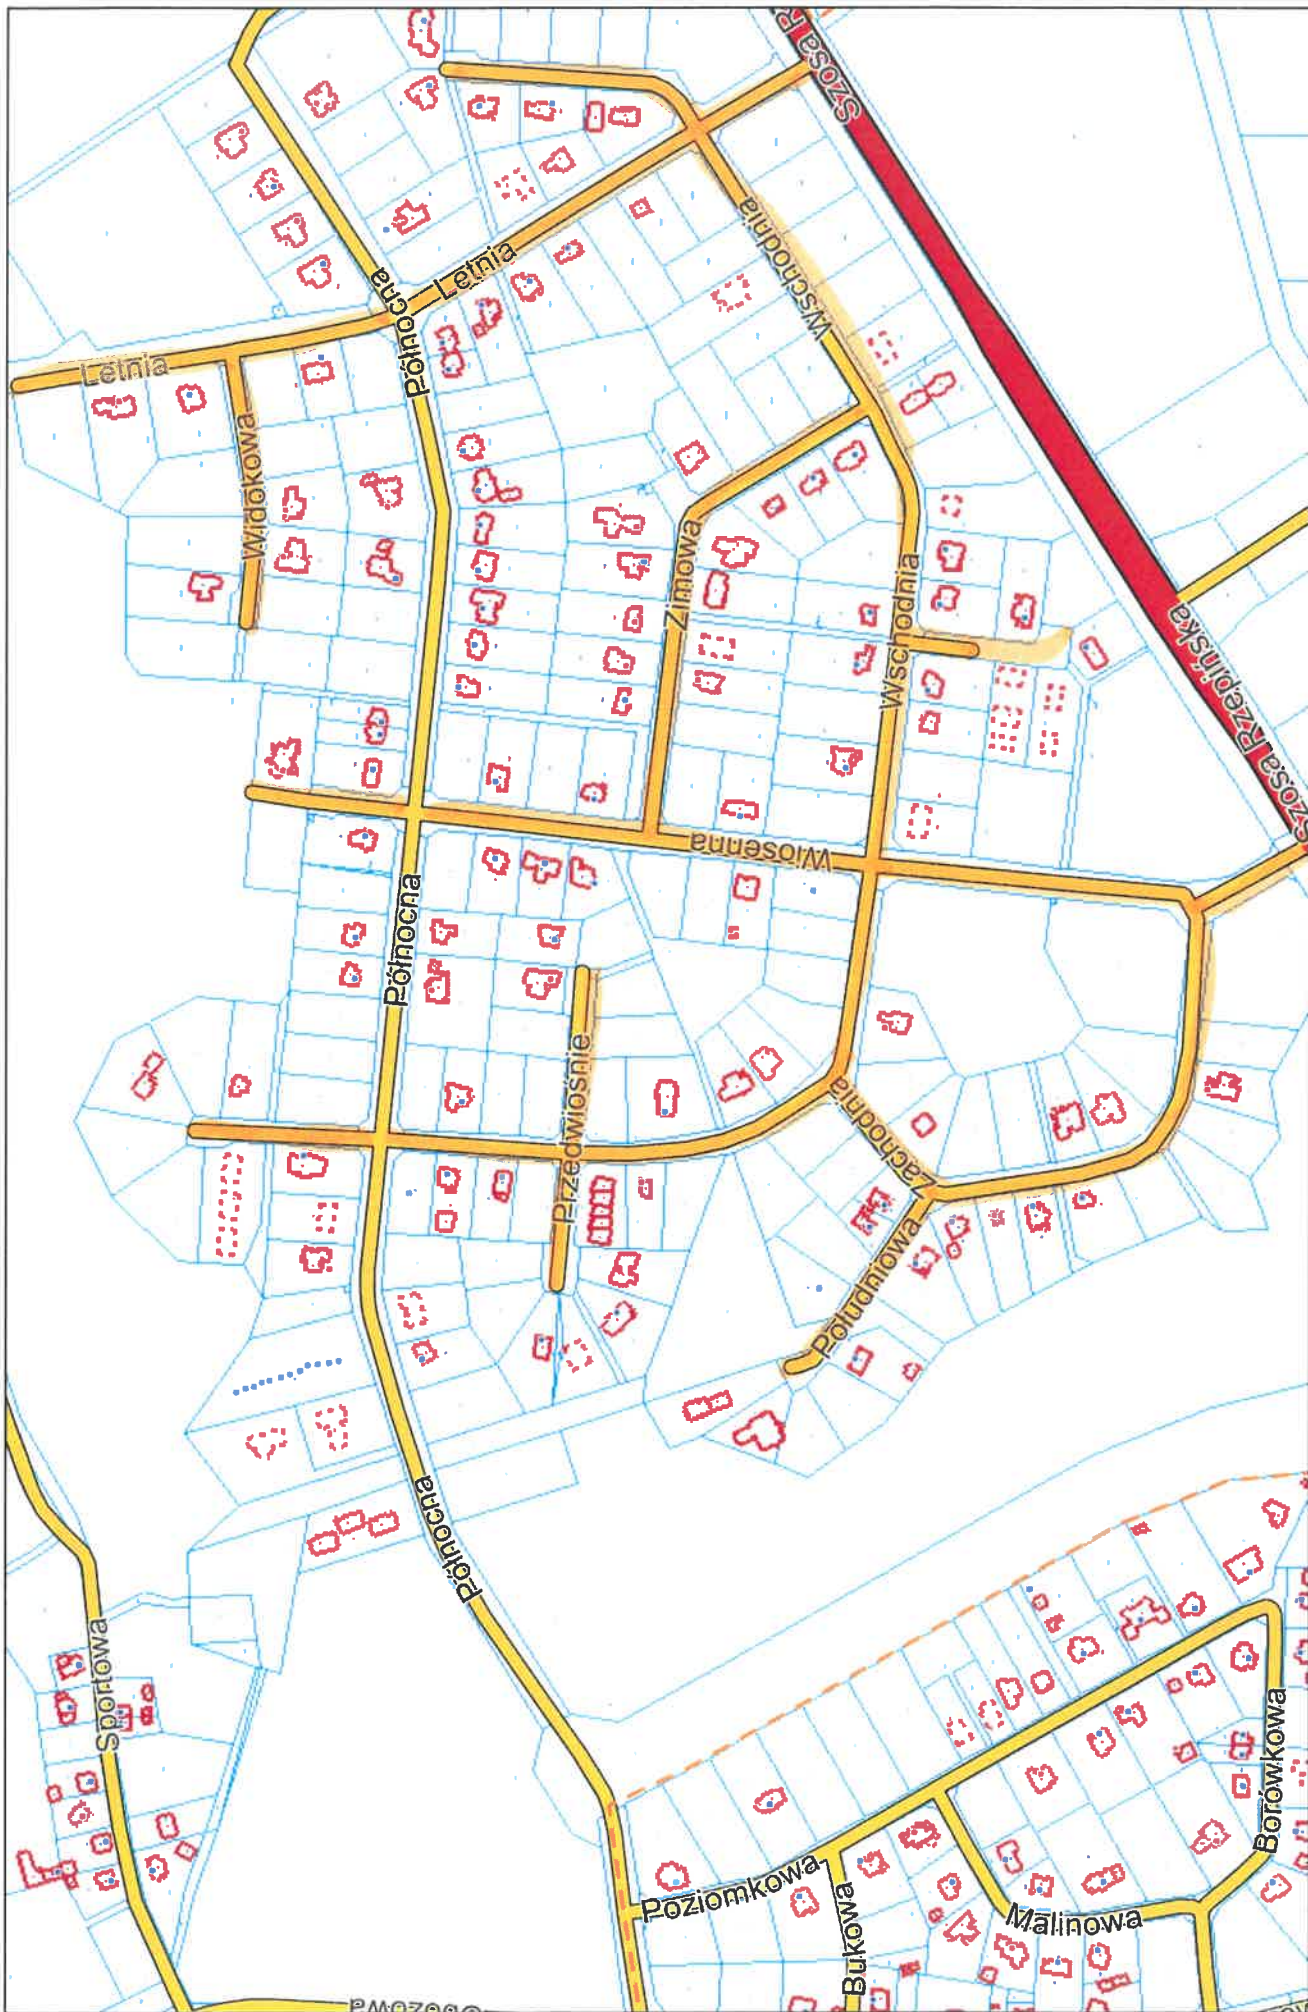 Szosa R
Letnia
Północna
Wschodnia
Letnia
Północna
Widokowa
Zimowa
Wschodnia
Szosa Rzepińska
Wiosenna
Północna
Przedwiośnie
Zachodnia
Południowa
Północna
Sportowa
Borówkowa
Poziomkowa
Bukowa
Malinowa